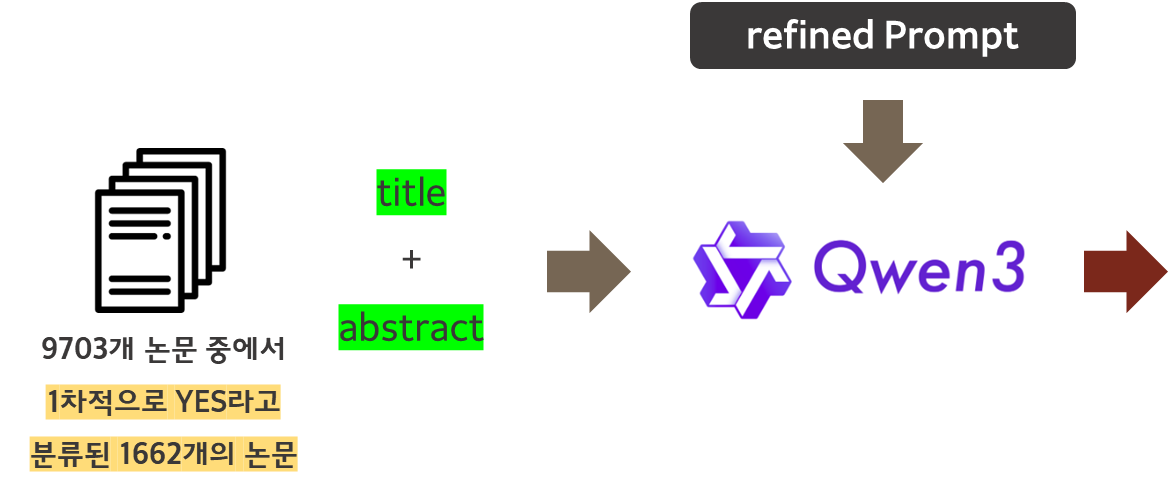 refined Prompt
title
+
abstract
Qwen3
9703개 논문 중에서
1차적으로 YES라고
분류된 1662개의 논문